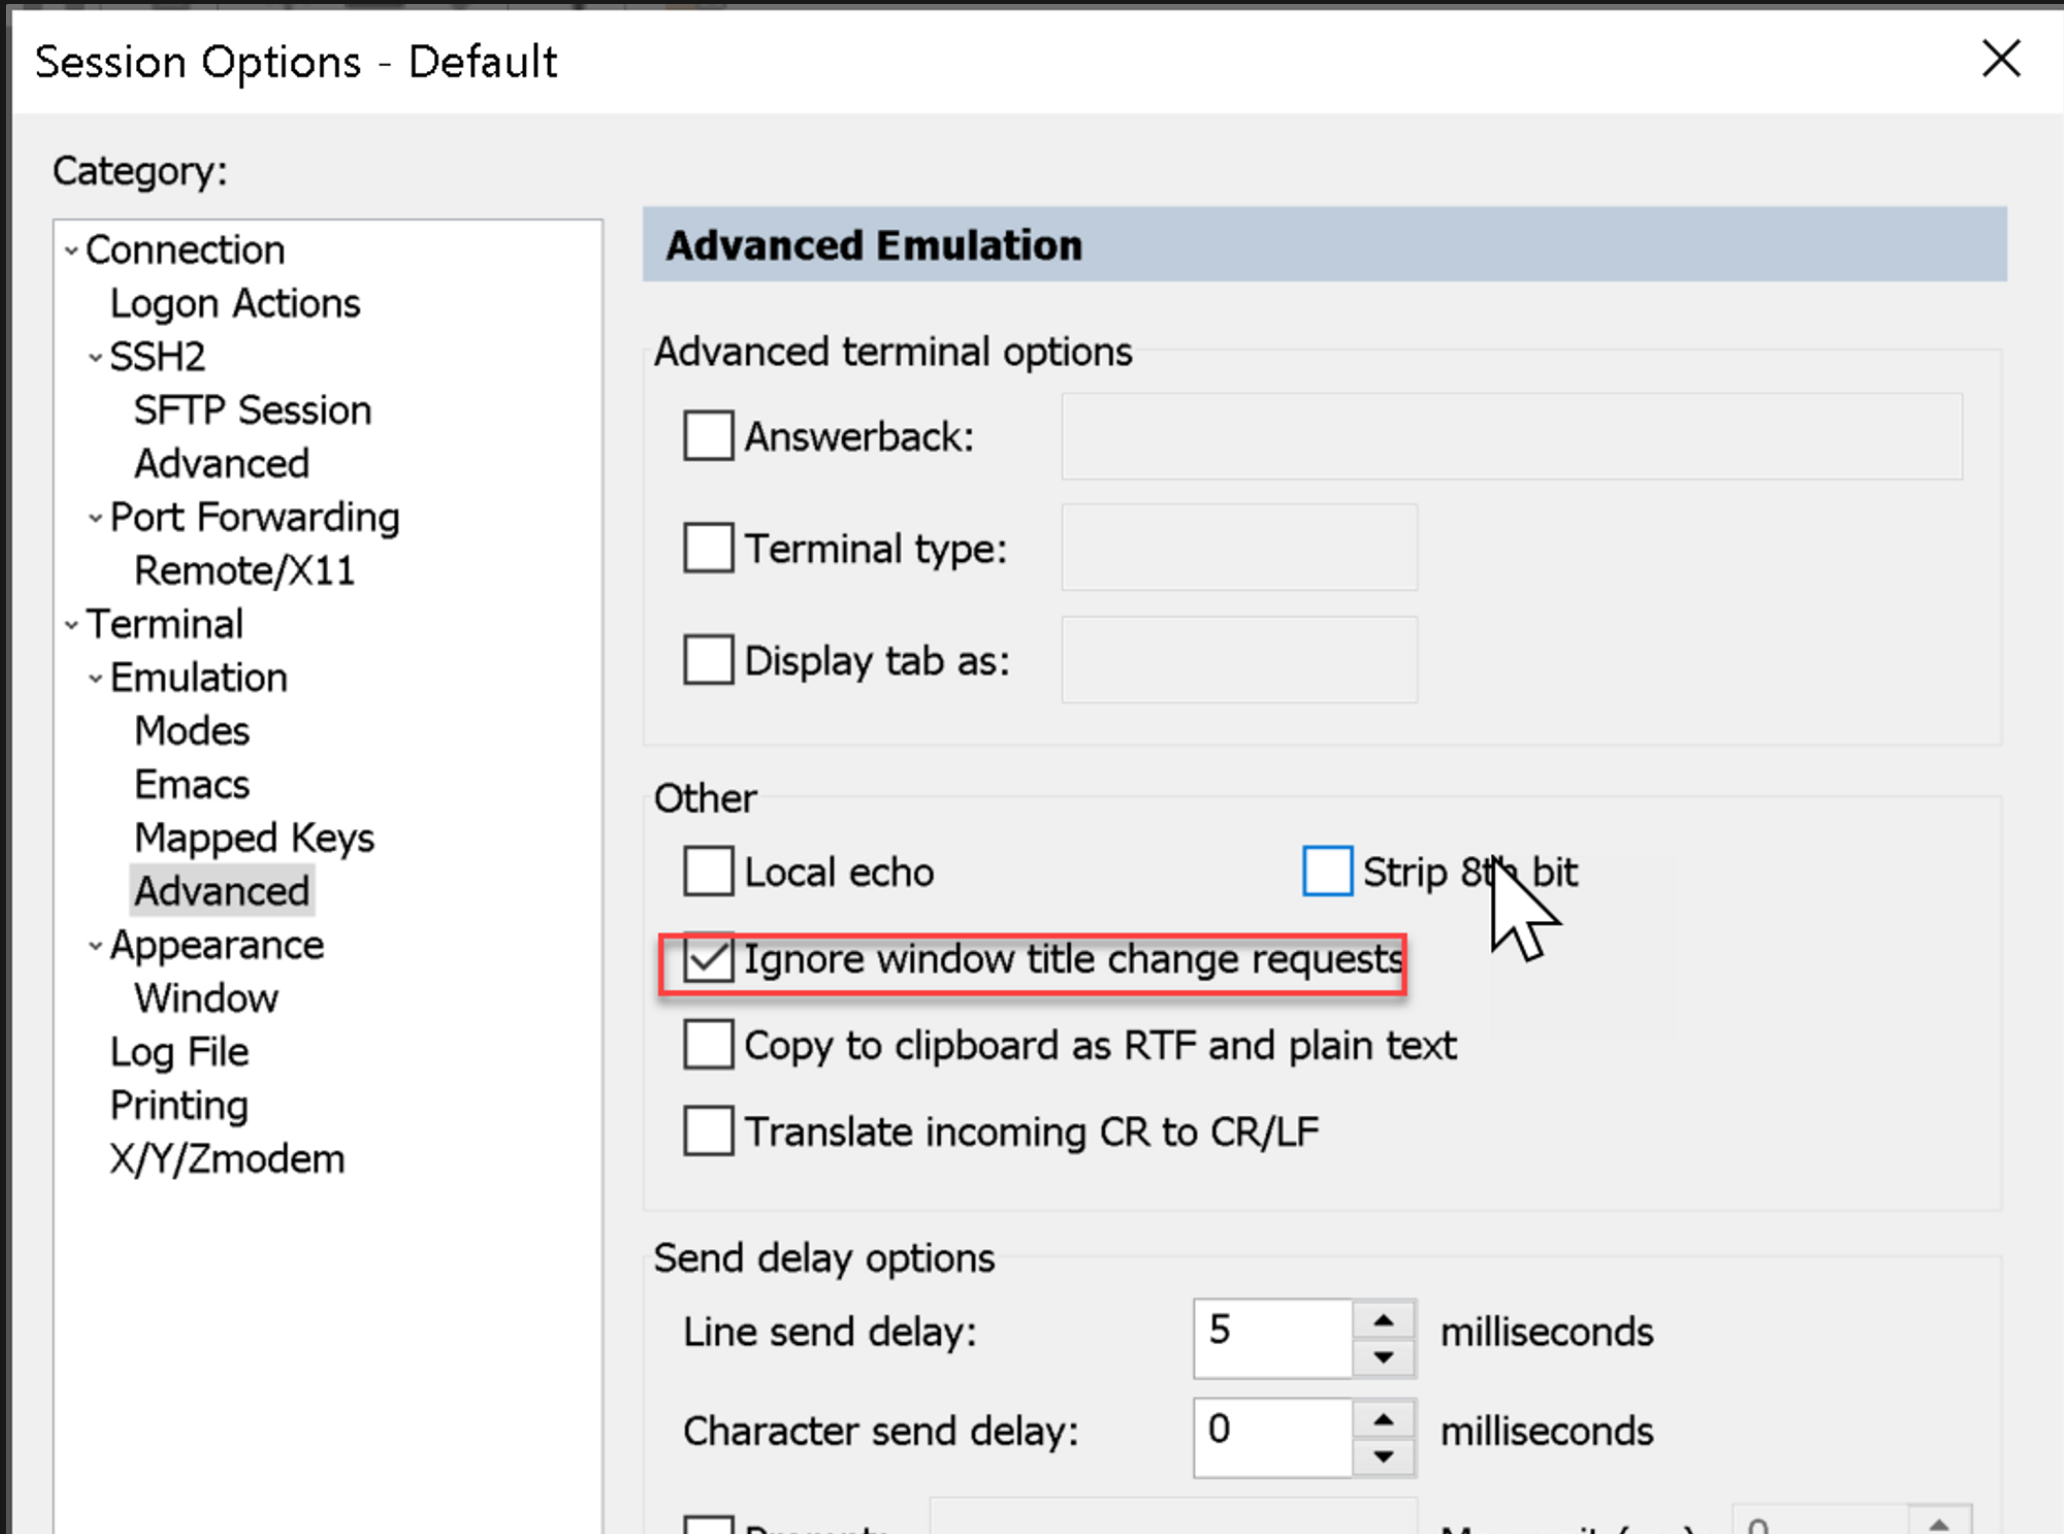 Session Options - Default
Category:
Connection
Logon Actions
SSH2
SFTP Session
Advanced
Port Forwarding
Remote/X11
Terminal
Emulation
Modes
Emacs
Mapped Keys
Advanced
Appearance
Window
Log File
Printing
X/Y/Zmodem
Advanced Emulation
Advanced terminal options
Answerback:
Terminal type:
Display tab as:
Other
Local echo
Strip 8th bit
Ignore window title change requests
Copy to clipboard as RTF and plain text
Translate incoming CR to CR/LF
Send delay options
Line send delay: 5 milliseconds
Character send delay: 0 milliseconds
0